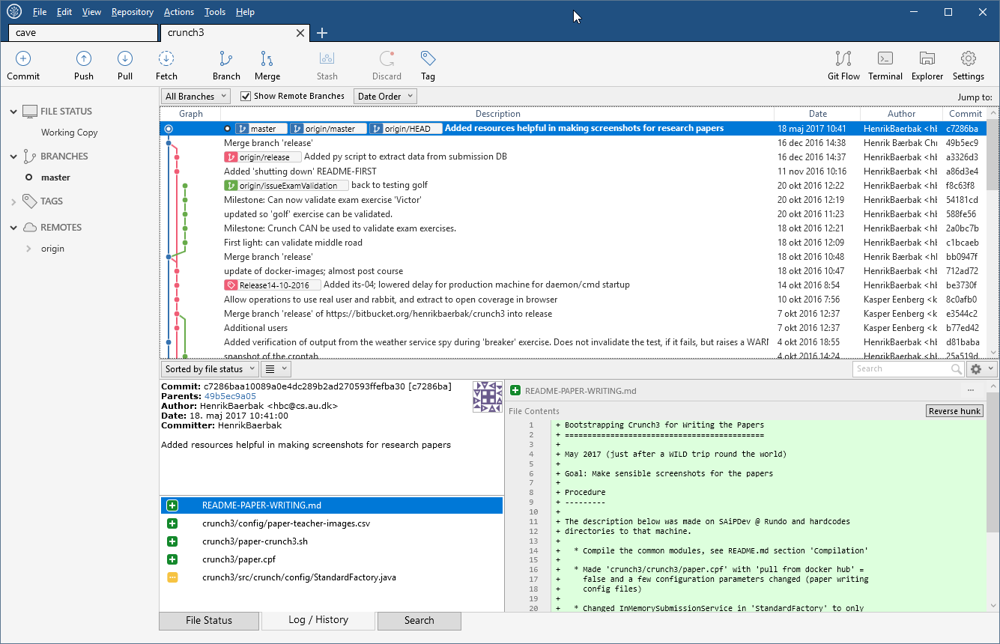 File Edit View Repository Actions Tools Help
cave crunch3
Commit Push Pull Fetch Branch Merge Stash Discard Tag Git Flow Terminal Explorer Settings
FILE STATUS
Working Copy
BRANCHES
master
TAGS
REMOTES
origin
All Branches Show Remote Branches Date Order Jump to:
Graph Description Date Author Commit
master origin/master origin/HEAD Added resources helpful in making screenshots for research papers 18 maj 2017 10:41 HenrikBaerbak <hb c7286ba
Merge branch 'release' 16 dec 2016 14:38 Henrik Baerbak Chr 49b5ec9
origin/release Added py script to extract data from submission DB 16 dec 2016 14:37 HenrikBaerbak <hb a3326d3
Added 'shutting down' README-FIRST 11 nov 2016 10:16 HenrikBaerbak <hb a86d3e4
origin/issueExamValidation back to testing golf 20 okt 2016 12:22 HenrikBaerbak <hb f8c63f8
Milestone: Can now validate exam exercise 'Victor' 20 okt 2016 12:19 HenrikBaerbak <hb 54181cd
updated so 'golf' exercise can be validated. 20 okt 2016 11:23 HenrikBaerbak <hb 588fe56
Milestone: Crunch CAN be used to validate exam exercises. 18 okt 2016 12:21 HenrikBaerbak <hb 2a0bc7b
First light: can validate middle road 18 okt 2016 12:09 HenrikBaerbak <hb c1bcaeb
Merge branch 'release' 18 okt 2016 10:48 HenrikBaerbak <hb bb0947f
update of docker-images; almost post course 18 okt 2016 10:47 HenrikBaerbak <hb 712ad72
Release14-10-2016 Added its-04; lowered delay for production machine for daemon/cmd startup 14 okt 2016 8:54 HenrikBaerbak <hb be3730f
Allow operations to use real user and rabbit, and extract to open coverage in browser 10 okt 2016 7:56 Kasper Eenberg <k 8c0afb0
Merge branch 'release' of https://bitbucket.org/henrikbaerbak/crunch3 into release 7 okt 2016 12:37 Kasper Eenberg <k e3544c2
Additional users 7 okt 2016 12:37 Kasper Eenberg <k b77ed42
Added verification of output from the weather service spy during 'breaker' exercise. Does not invalidate the test, if it fails, but raises a WARN 4 okt 2016 18:55 HenrikBaerbak <hb d81baba
snapshot of the crontab 4 okt 2016 14:24 HenrikBaerbak <hb 25a519d
Sorted by file status Search
Commit: c7286baa10089a0e4dc289b2ad270593ffefba30 [c7286ba]
Parents: 49b5ec9a05
Author: HenrikBaerbak <hbc@cs.au.dk>
Date: 18. maj 2017 10:41:00
Committer: HenrikBaerbak
Added resources helpful in making screenshots for research papers
README-PAPER-WRITING.md
crunch3/config/paper-teacher-images.csv
crunch3/paper-crunch3.sh
crunch3/paper.cpf
crunch3/src/crunch/config/StandardFactory.java
README-PAPER-WRITING.md ...
File Contents Reverse hunk
1 + Bootstrapping Crunch3 for Writing the Papers
2 + ============================================
3 +
4 + May 2017 (just after a WILD trip round the world)
5 +
6 + Goal: Make sensible screenshots for the papers
7 +
8 + Procedure
9 + ---------
10 +
11 + The description below was made on SAiPDev @ Rundo and hardcodes
12 + directories to that machine.
13 +
14 + * Compile the common modules, see README.md section 'Compilation'
15 +
16 + * Made 'crunch3/crunch3/paper.cpf' with 'pull from docker hub' =
17 + false and a few configuration parameters changed (paper writing
18 + config files)
19 +
20 + * Changed InMemorySubmissionService in 'StandardFactory' to only
File Status Log / History Search